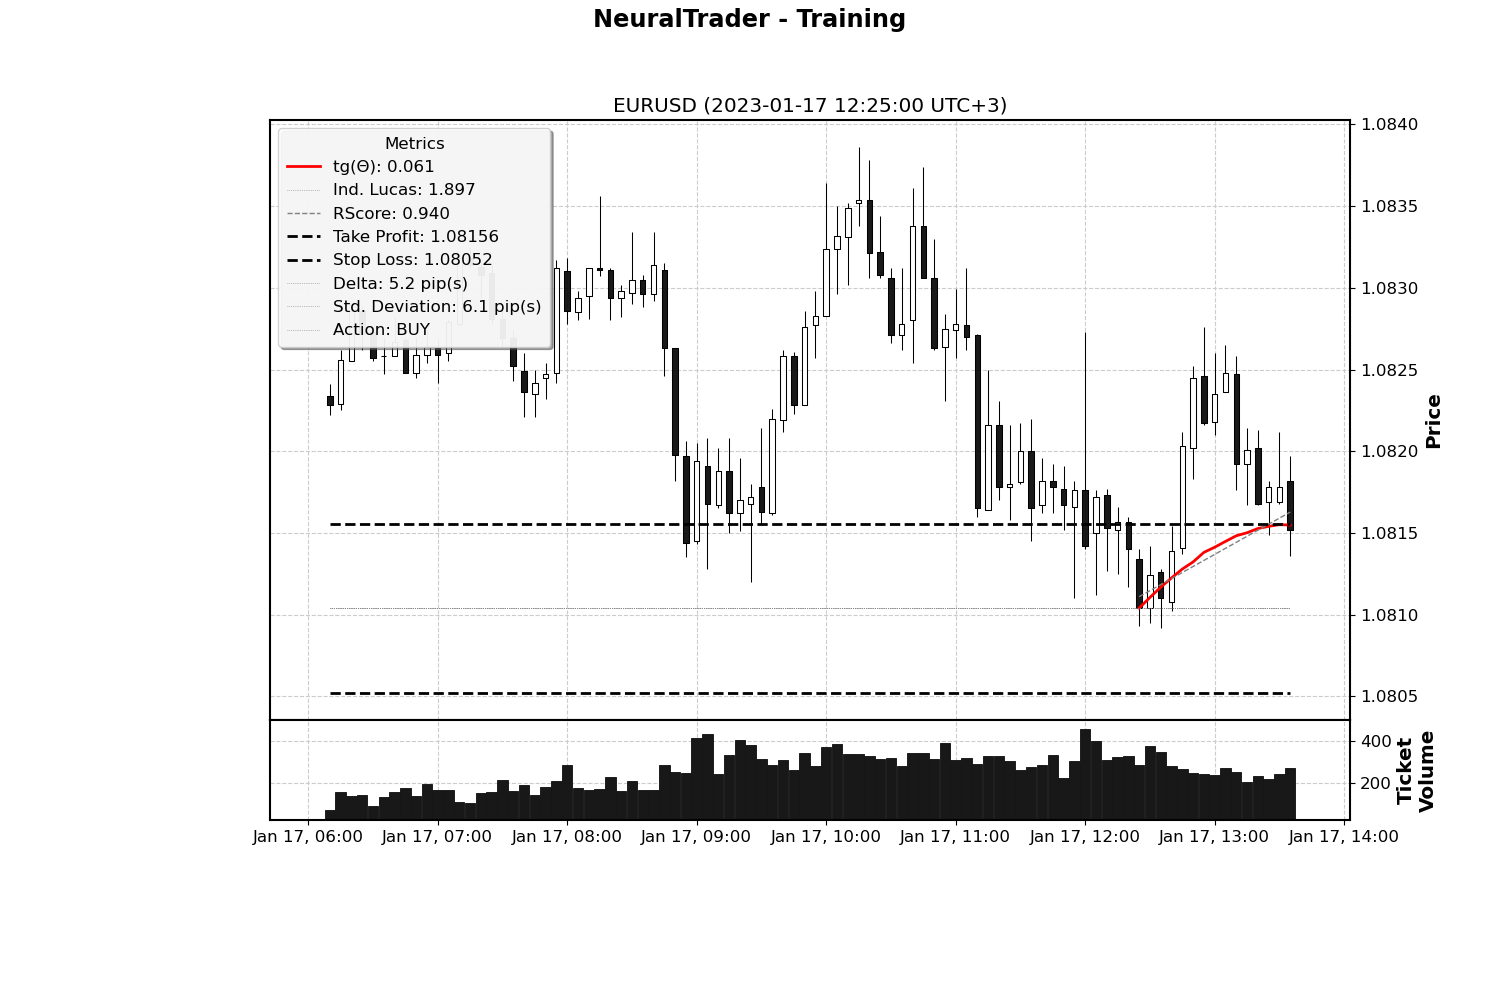 NeuralTrader - Training
EURUSD (2023-01-17 12:25:00 UTC+3)
Metrics
tg(Θ): 0.061
Ind. Lucas: 1.897
RScore: 0.940
Take Profit: 1.08156
Stop Loss: 1.08052
Delta: 5.2 pip(s)
Std. Deviation: 6.1 pip(s)
Action: BUY
1.0840
1.0835
1.0830
1.0825
1.0820
1.0815
1.0810
1.0805
Price
400
200
Ticket
Volume
Jan 17, 06:00
Jan 17, 07:00
Jan 17, 08:00
Jan 17, 09:00
Jan 17, 10:00
Jan 17, 11:00
Jan 17, 12:00
Jan 17, 13:00
Jan 17, 14:00